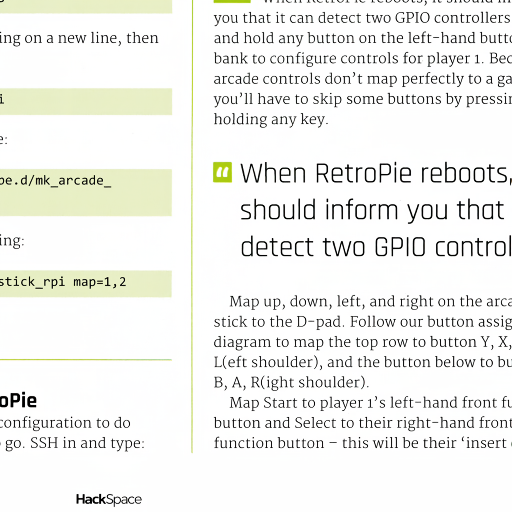 ing on a new line, then
i
e:
pe.d/mk_arcade_
ing:
stick_rpi map=1,2
oPie
configuration to do
go. SSH in and type:
HackSpace
When RetroPie reboots, it should in
you that it can detect two GPIO controllers
and hold any button on the left-hand butto
bank to configure controls for player 1. Bec
arcade controls don’t map perfectly to a ga
you’ll have to skip some buttons by pressin
holding any key.
“ When RetroPie reboots,
should inform you that
detect two GPIO control
Map up, down, left, and right on the arca
stick to the D-pad. Follow our button assig
diagram to map the top row to button Y, X,
L(eft shoulder), and the button below to bu
B, A, R(ight shoulder).
Map Start to player 1’s left-hand front fu
button and Select to their right-hand front
function button – this will be their ‘insert